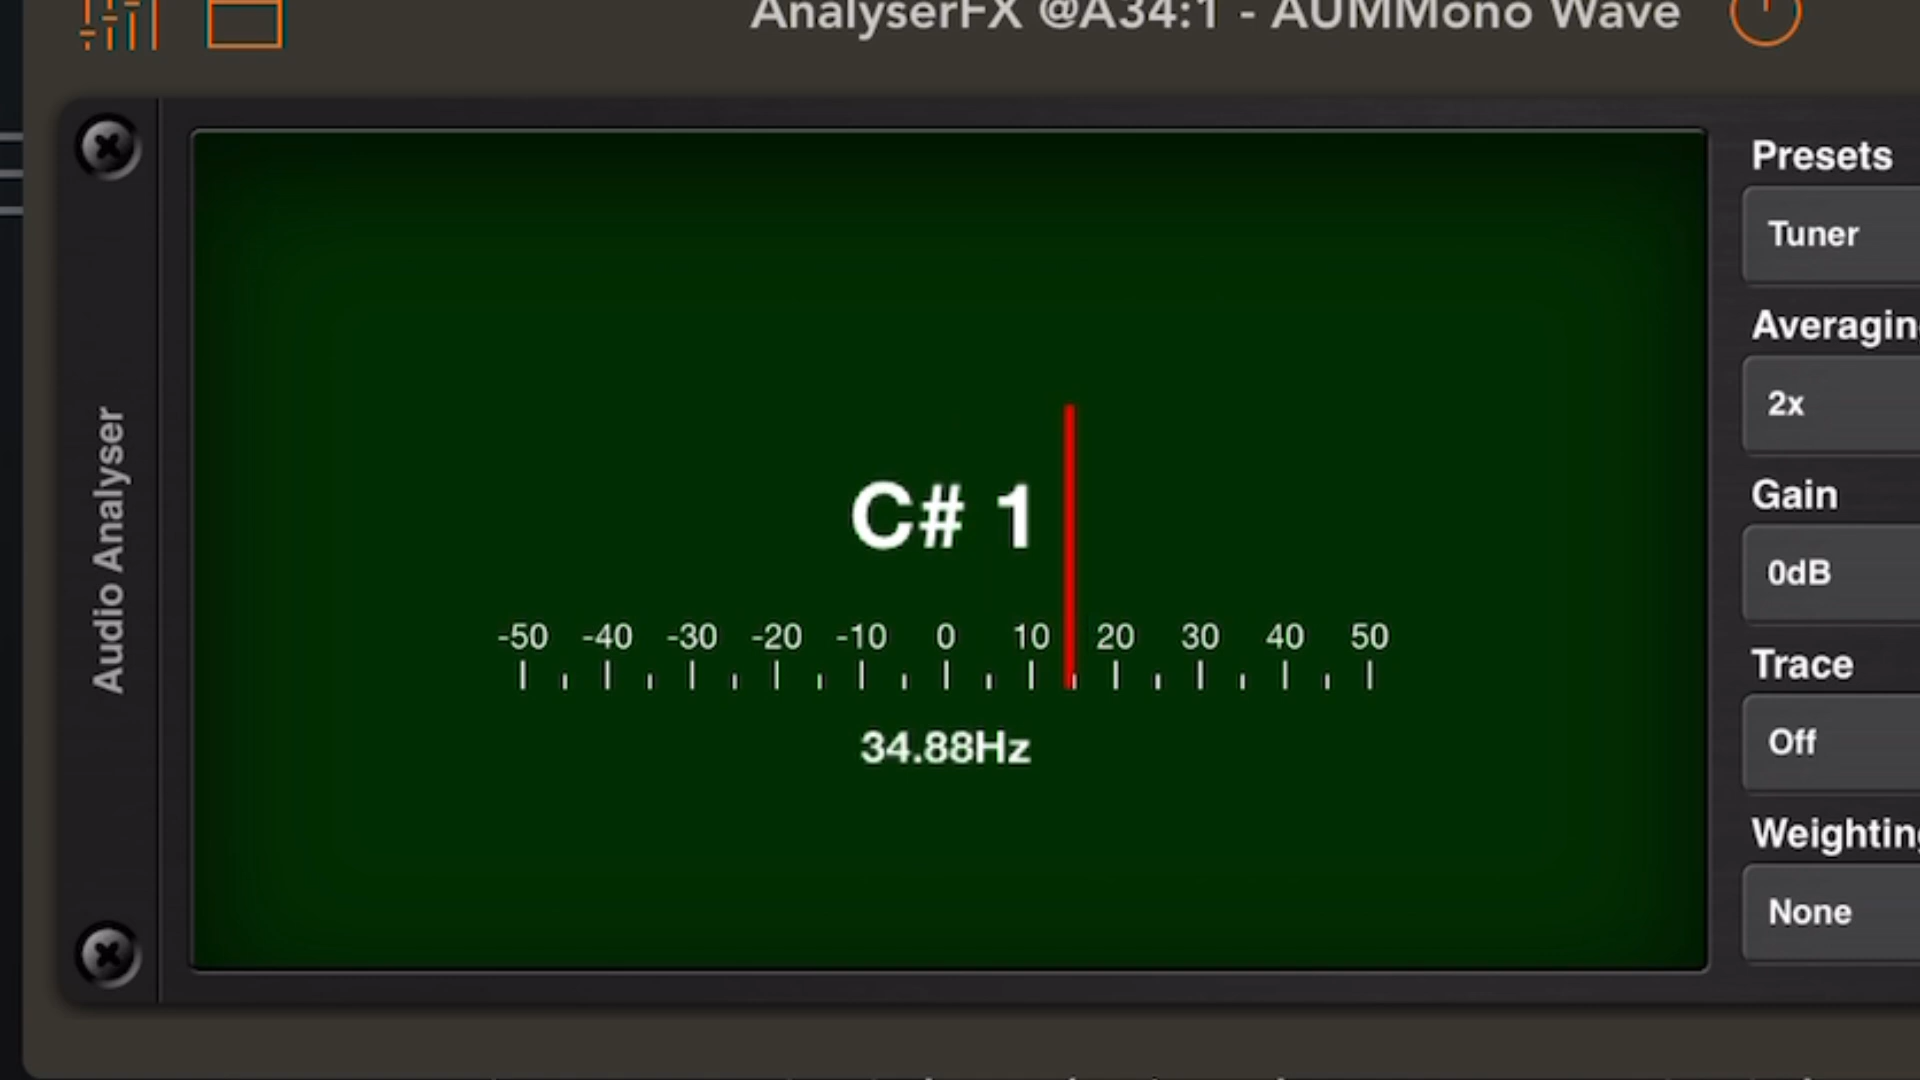 AnalyserFX @A34:1 - AUMMono Wave
Audio Analyser
C# 1
-50 -40 -30 -20 -10 0 10 20 30 40 50
34.88Hz
Presets
Tuner
Averagin
2x
Gain
0dB
Trace
Off
Weighting
None